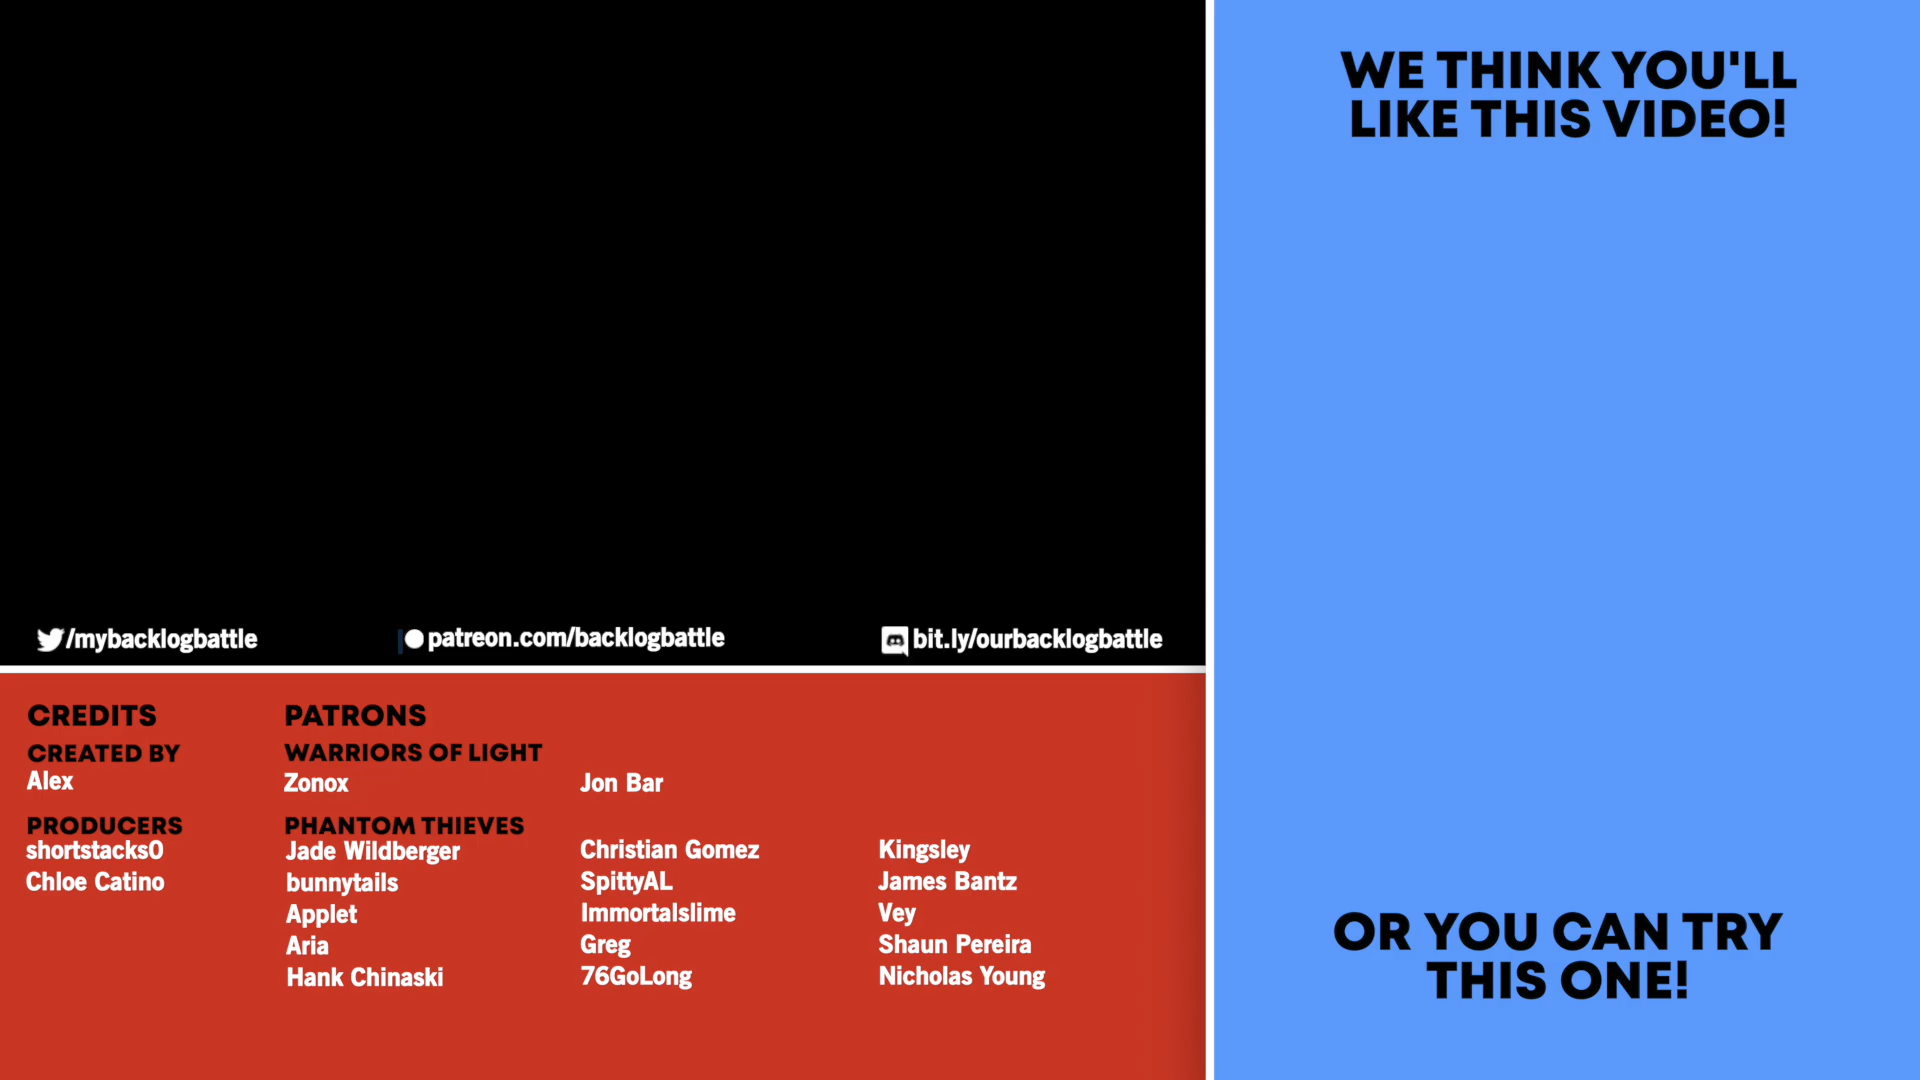 WE THINK YOU'LL
LIKE THIS VIDEO!
/mybacklogbattle
patreon.com/backlogbattle
bit.ly/ourbacklogbattle
CREDITS
CREATED BY
Alex
PRODUCERS
shortstacks0
Chloe Catino
PATRONS
WARRIORS OF LIGHT
Zonox
Jon Bar
PHANTOM THIEVES
Jade Wildberger
bunnytails
Applet
Aria
Hank Chinaski
Christian Gomez
SpittyAL
Immortalslime
Greg
76GoLong
Kingsley
James Bantz
Vey
Shaun Pereira
Nicholas Young
OR YOU CAN TRY
THIS ONE!